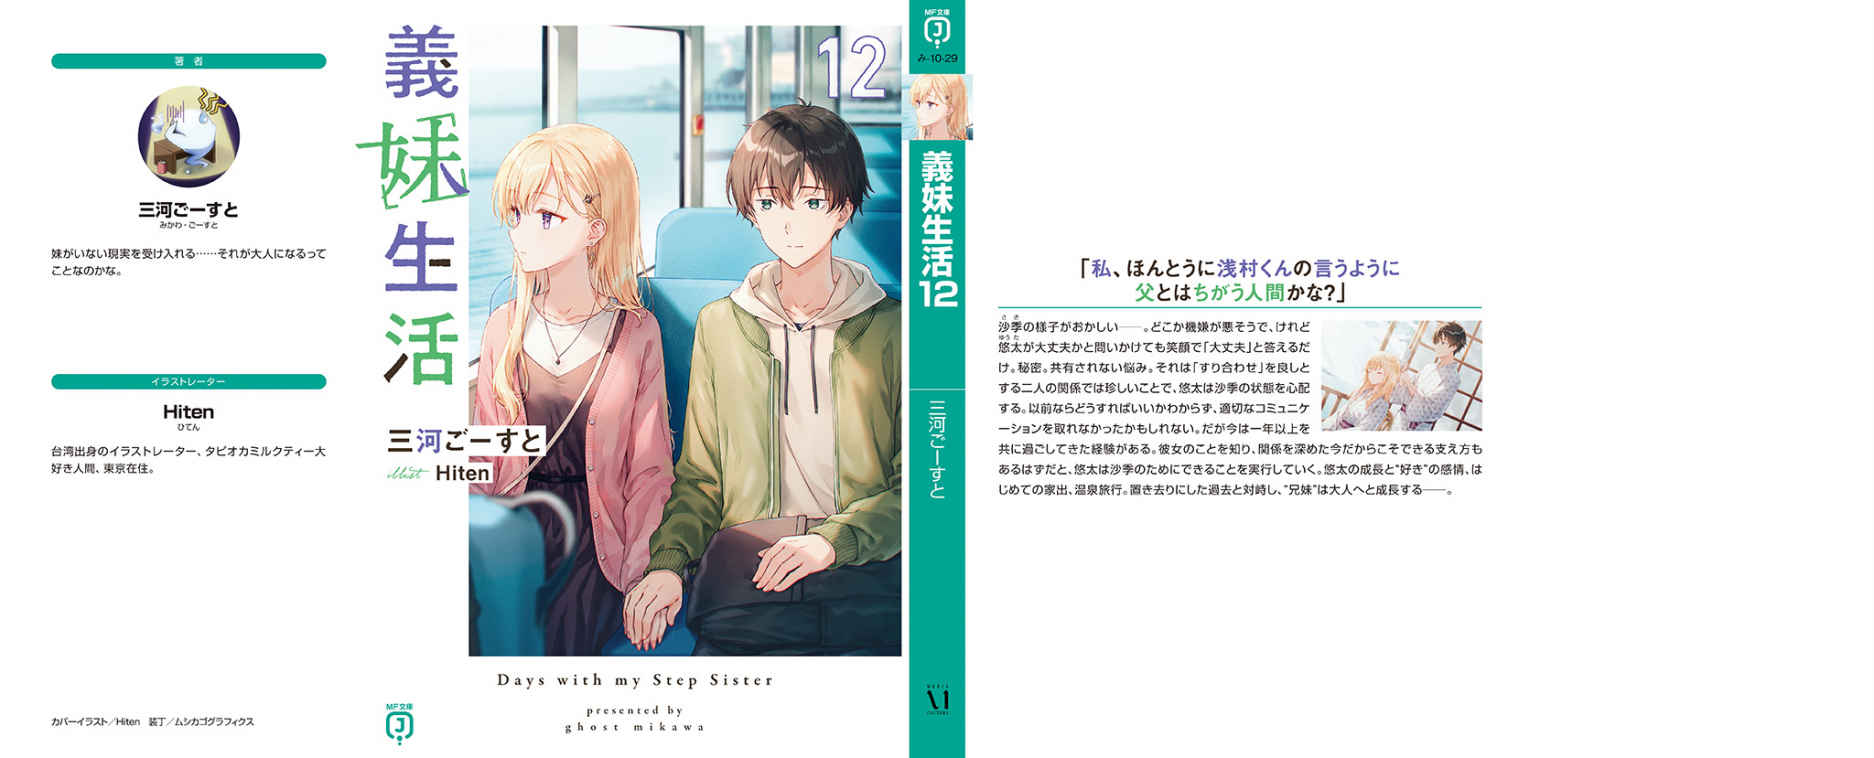 著 者
三河ごーすと
みかわ・ごーすと
妹がいない現実を受け入れる……それが大人になるって
ことなのかな。
イラストレーター
Hiten
ひてん
台湾出身のイラストレーター、タピオカミルクティー大
好き人間、東京在住。
カバーイラスト／Hiten 装丁／ムシカゴグラフィクス
義妹生活
12
三河ごーすと
illust Hiten
Days with my Step Sister
presented by
ghost mikawa
MF文庫
J
MF文庫
J
み-10-29
義妹生活12
三河ごーすと
MEDIA
FACTORY
「私、ほんとうに浅村くんの言うように
父とはちがう人間かな?」
さき
沙季の様子がおかしい――。どこか機嫌が悪そうで、けれど
ゆうた
悠太が大丈夫かと問いかけても笑顔で「大丈夫」と答えるだ
け。秘密。共有されない悩み。それは「すり合わせ」を良しと
する二人の関係では珍しいことで、悠太は沙季の状態を心配
する。以前ならどうすればいいかわからず、適切なコミュニケ
ーションを取れなかったかもしれない。だが今は一年以上を
共に過ごしてきた経験がある。彼女のことを知り、関係を深めた今だからこそできる支え方も
あるはずだと、悠太は沙季のためにできることを実行していく。悠太の成長と“好き”の感情、は
じめての家出、温泉旅行。置き去りにした過去と対峙し、“兄妹”は大人へと成長する――。